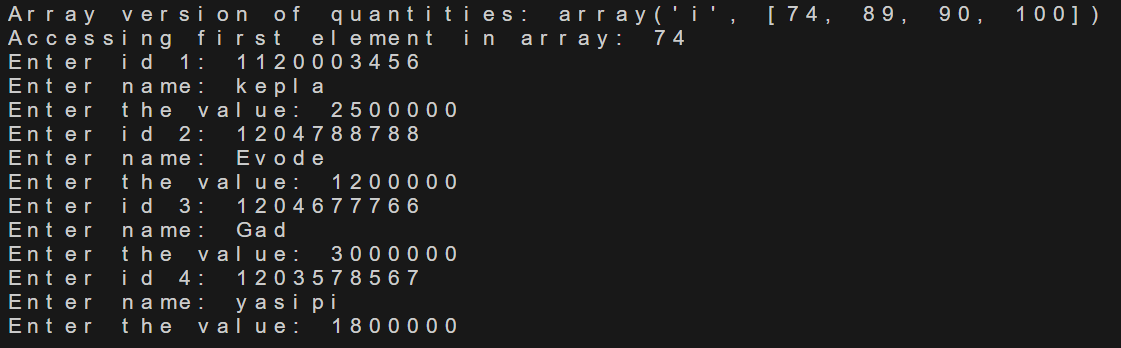 Array version of quantities: array('i', [74, 89, 90, 100])
Accessing first element in array: 74
Enter id 1: 1120003456
Enter name: kepla
Enter the value: 2500000
Enter id 2: 1204788788
Enter name: Evode
Enter the value: 1200000
Enter id 3: 1204677766
Enter name: Gad
Enter the value: 3000000
Enter id 4: 1203578567
Enter name: yasipi
Enter the value: 1800000